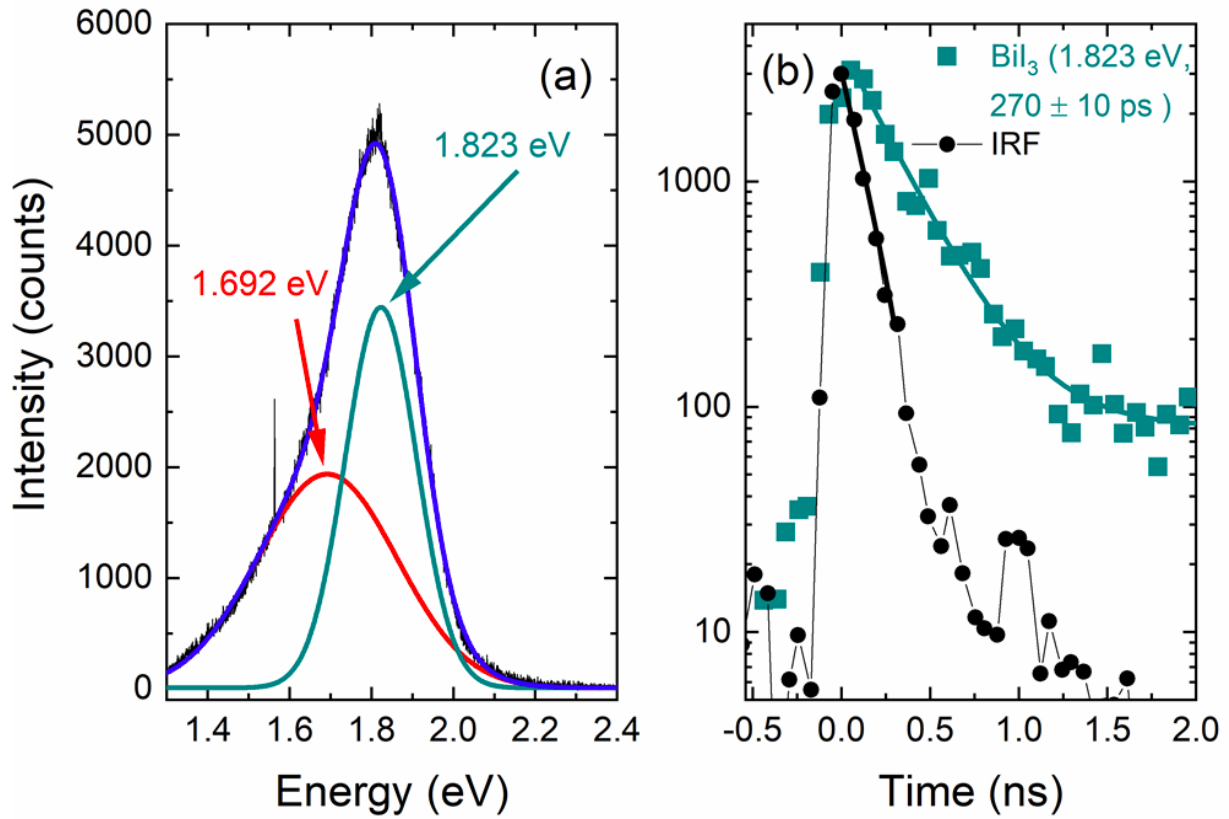 6000
5000
4000
3000
2000
1000
0
Intensity (counts)
(a)
1.823 eV
1.692 eV
1.4 1.6 1.8 2.0 2.2 2.4
Energy (eV)
(b)
BiI₃ (1.823 eV,
270 ± 10 ps )
IRF
1000
100
10
-0.5 0.0 0.5 1.0 1.5 2.0
Time (ns)